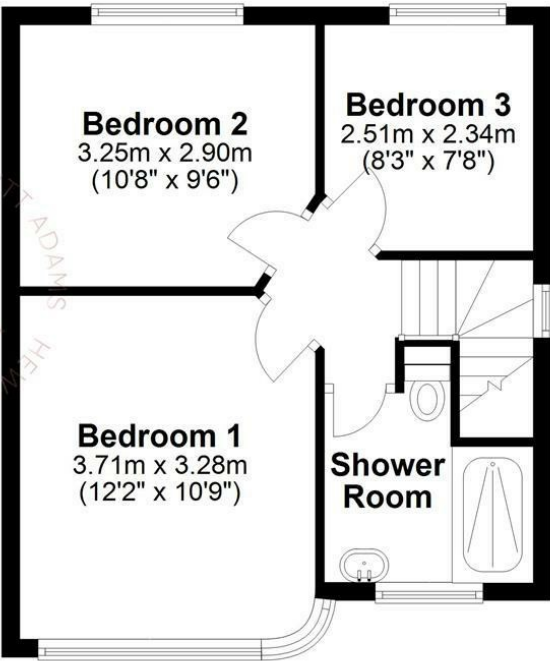 Bedroom 2
3.25m x 2.90m
(10'8" x 9'6")
Bedroom 3
2.51m x 2.34m
(8'3" x 7'8")
Bedroom 1
3.71m x 3.28m
(12'2" x 10'9")
Shower
Room
ADAMS